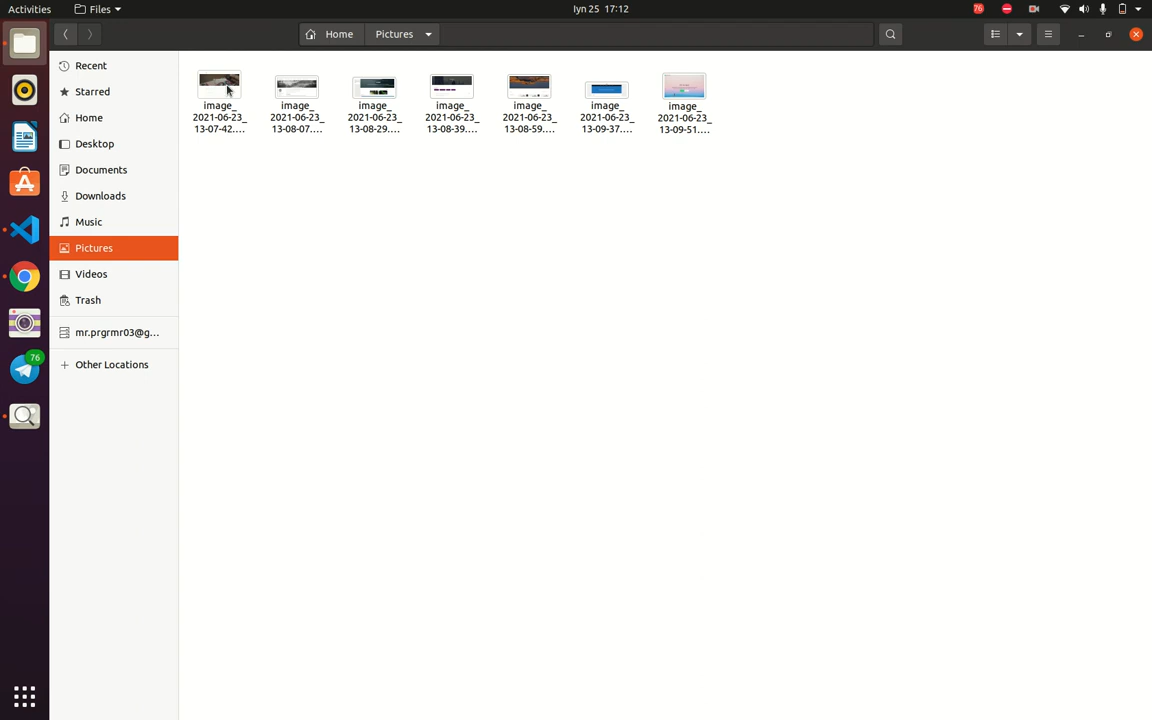 Activities
Files
Iyn 25 17:12
76
Home
Pictures
Recent
Starred
Home
Desktop
Documents
Downloads
Music
Pictures
Videos
Trash
mr.prgrmr03@g...
Other Locations
76
image_
2021-06-23_
13-07-42....
image_
2021-06-23_
13-08-07....
image_
2021-06-23_
13-08-29....
image_
2021-06-23_
13-08-39....
image_
2021-06-23_
13-08-59....
image_
2021-06-23_
13-09-37....
image_
2021-06-23_
13-09-51....